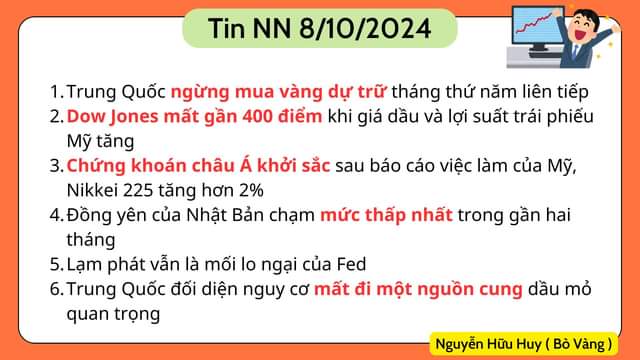 Tin NN 8/10/2024
1. Trung Quốc ngừng mua vàng dự trữ tháng thứ năm liên tiếp
2. Dow Jones mất gần 400 điểm khi giá dầu và lợi suất trái phiếu
Mỹ tăng
3. Chứng khoán châu Á khởi sắc sau báo cáo việc làm của Mỹ,
Nikkei 225 tăng hơn 2%
4. Đồng yên của Nhật Bản chạm mức thấp nhất trong gần hai
tháng
5. Lạm phát vẫn là mối lo ngại của Fed
6. Trung Quốc đối diện nguy cơ mất đi một nguồn cung dầu mỏ
quan trọng
Nguyễn Hữu Huy ( Bò Vàng )